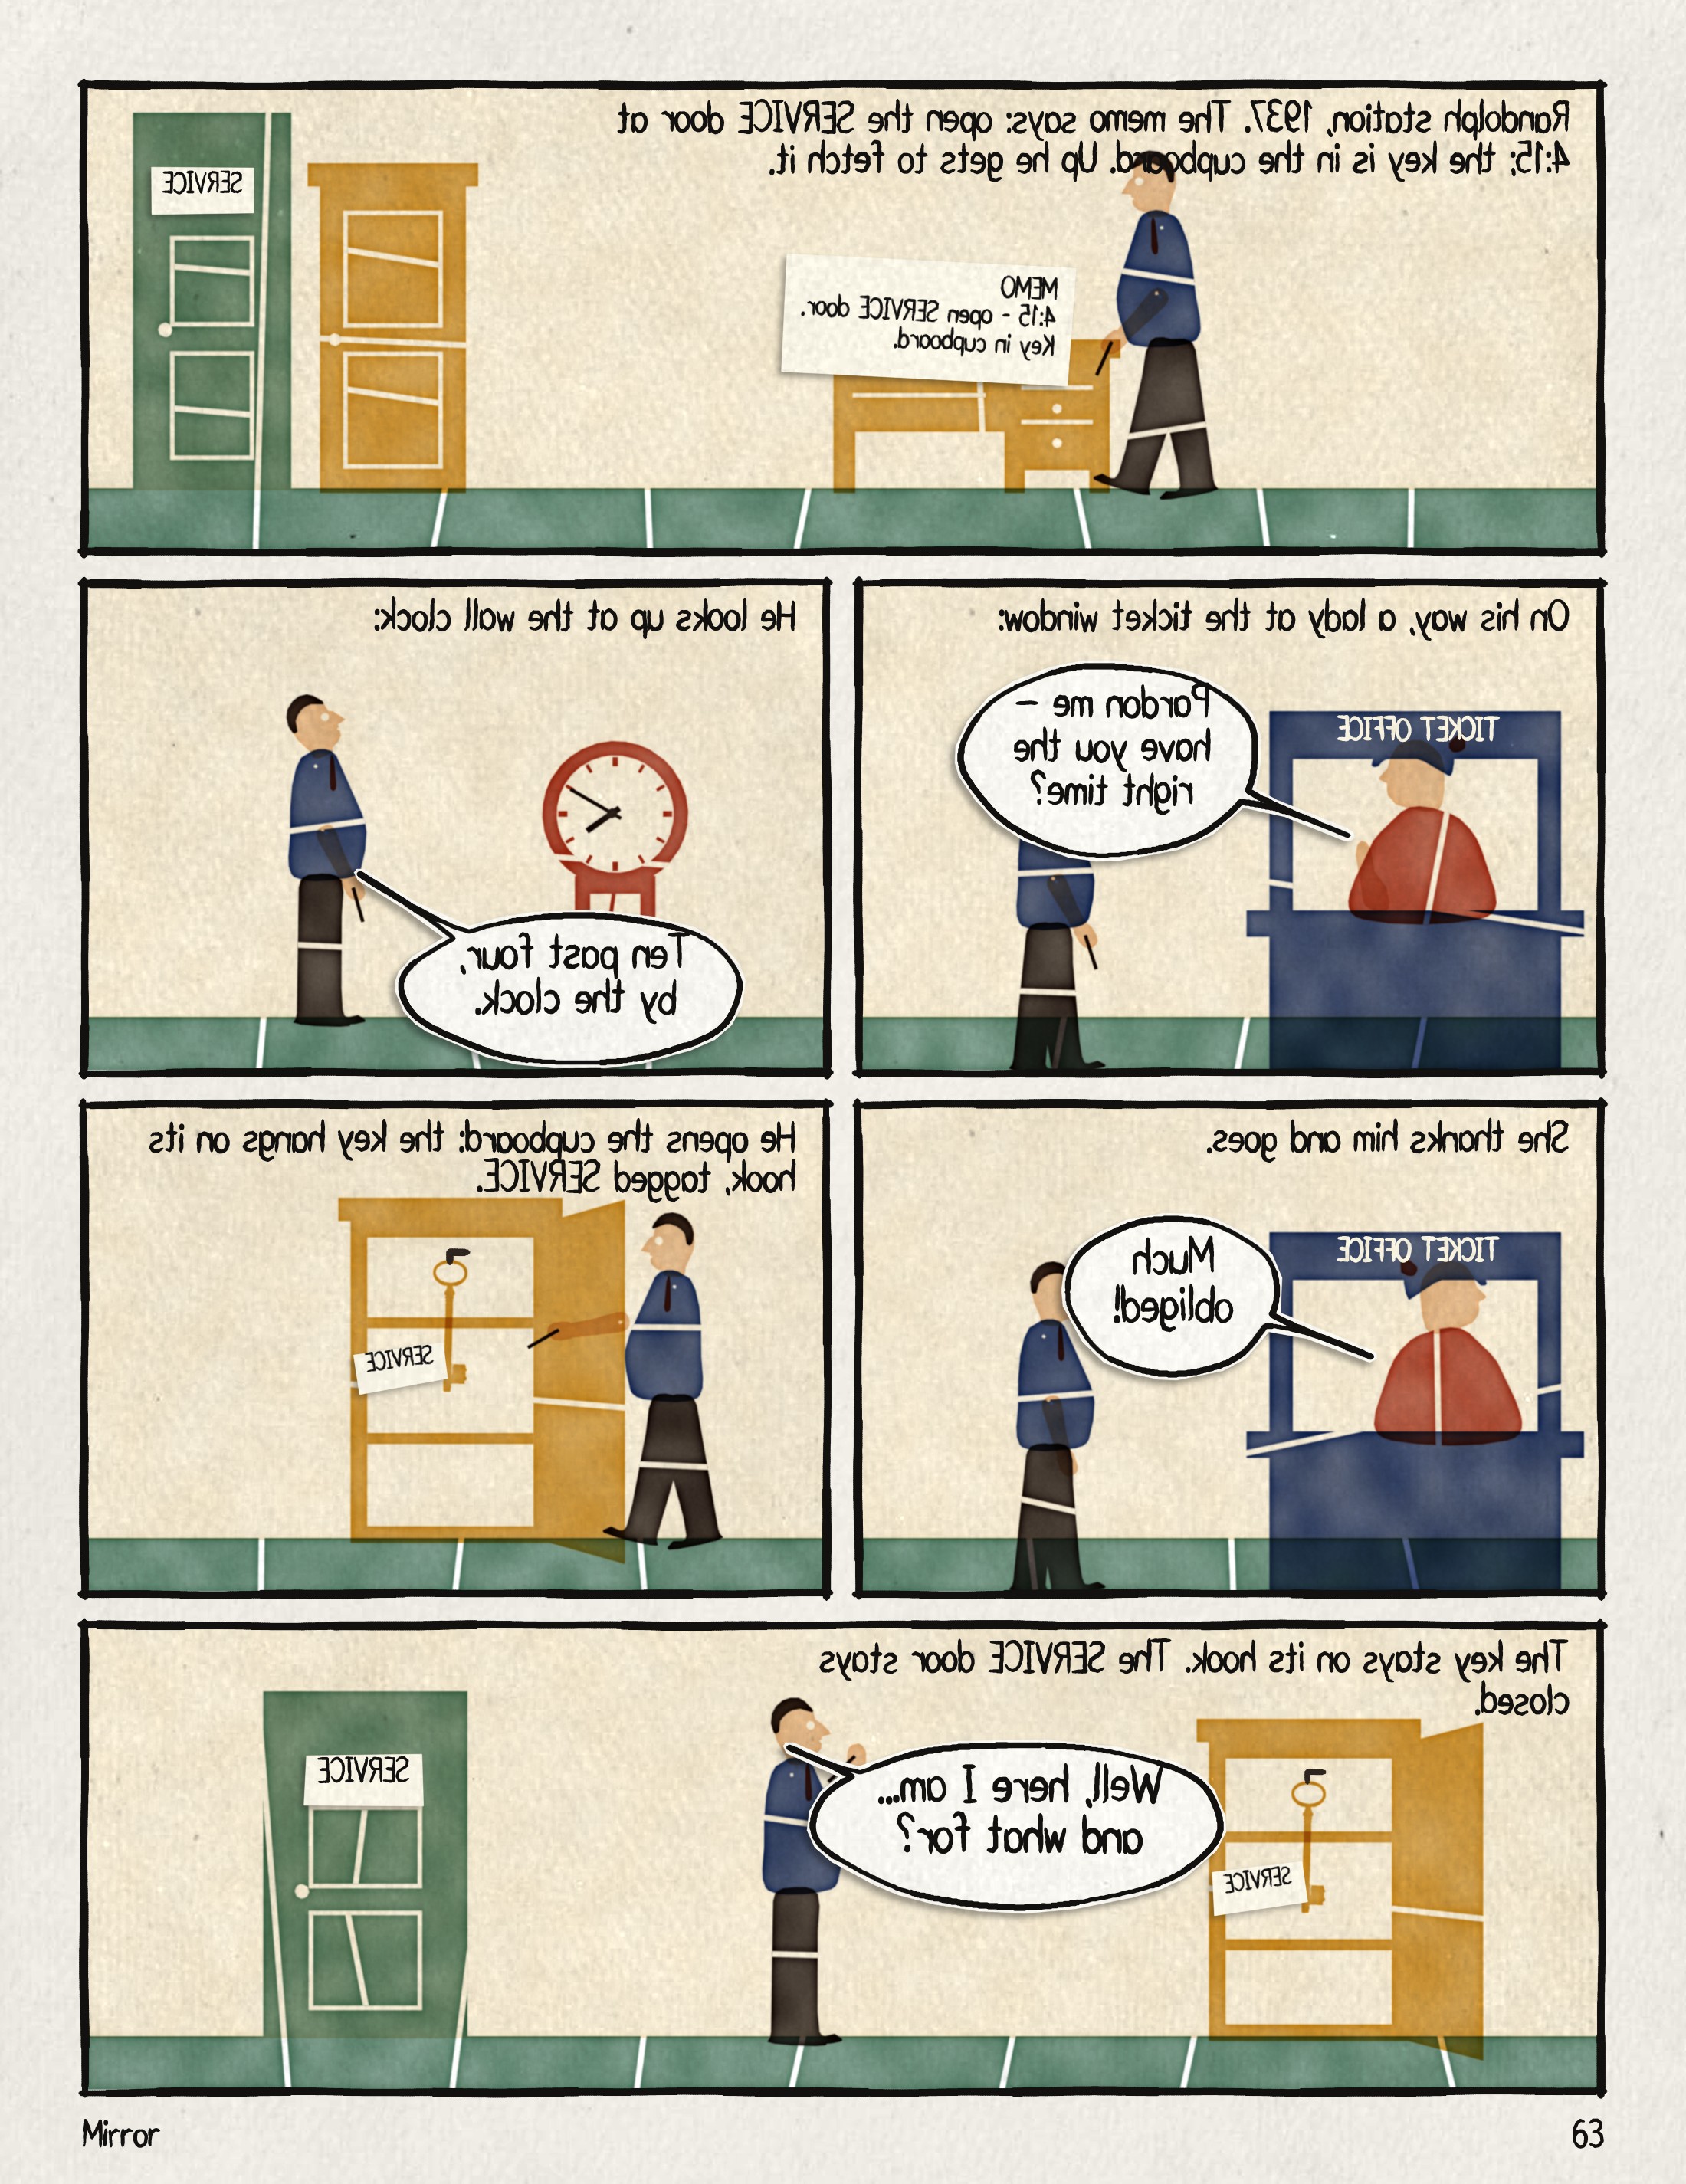 Randolph station, 1937. The memo says: open the SERVICE door at
4:15; the key is in the cupboard. Up he gets to fetch it.
MEMO
4:15 - open SERVICE door.
Key in cupboard.
SERVICE
On his way, a lady at the ticket window:
TICKET OFFICE
Pardon me –
have you the
right time?
He looks up at the wall clock:
Ten past four,
by the clock.
She thanks him and goes.
TICKET OFFICE
Much
obliged!
He opens the cupboard: the key hangs on its
hook, tagged SERVICE.
SERVICE
The key stays on its hook. The SERVICE door stays
closed.
Well, here I am...
and what for?
SERVICE
SERVICE
Mirror
63